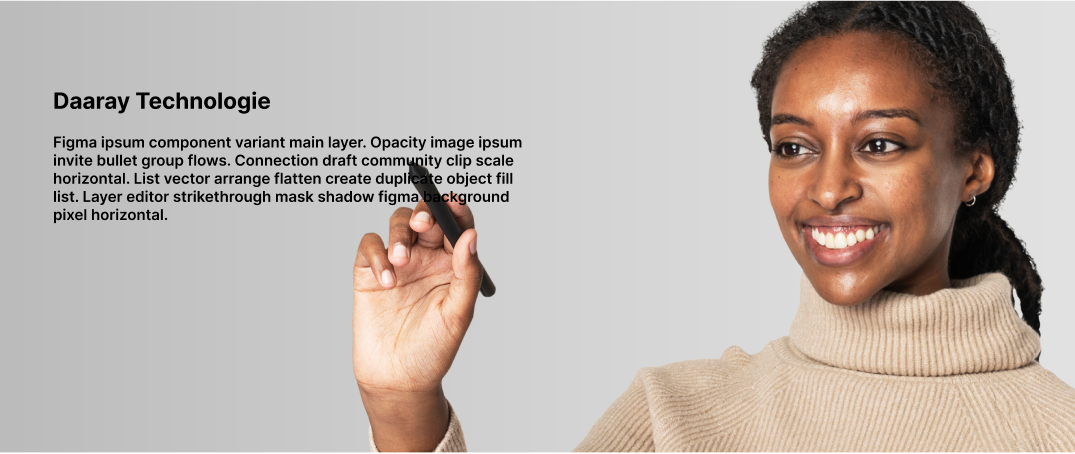 Daaray Technologie
Figma ipsum component variant main layer. Opacity image ipsum
invite bullet group flows. Connection draft community clip scale
horizontal. List vector arrange flatten create duplicate object fill
list. Layer editor strikethrough mask shadow figma background
pixel horizontal.